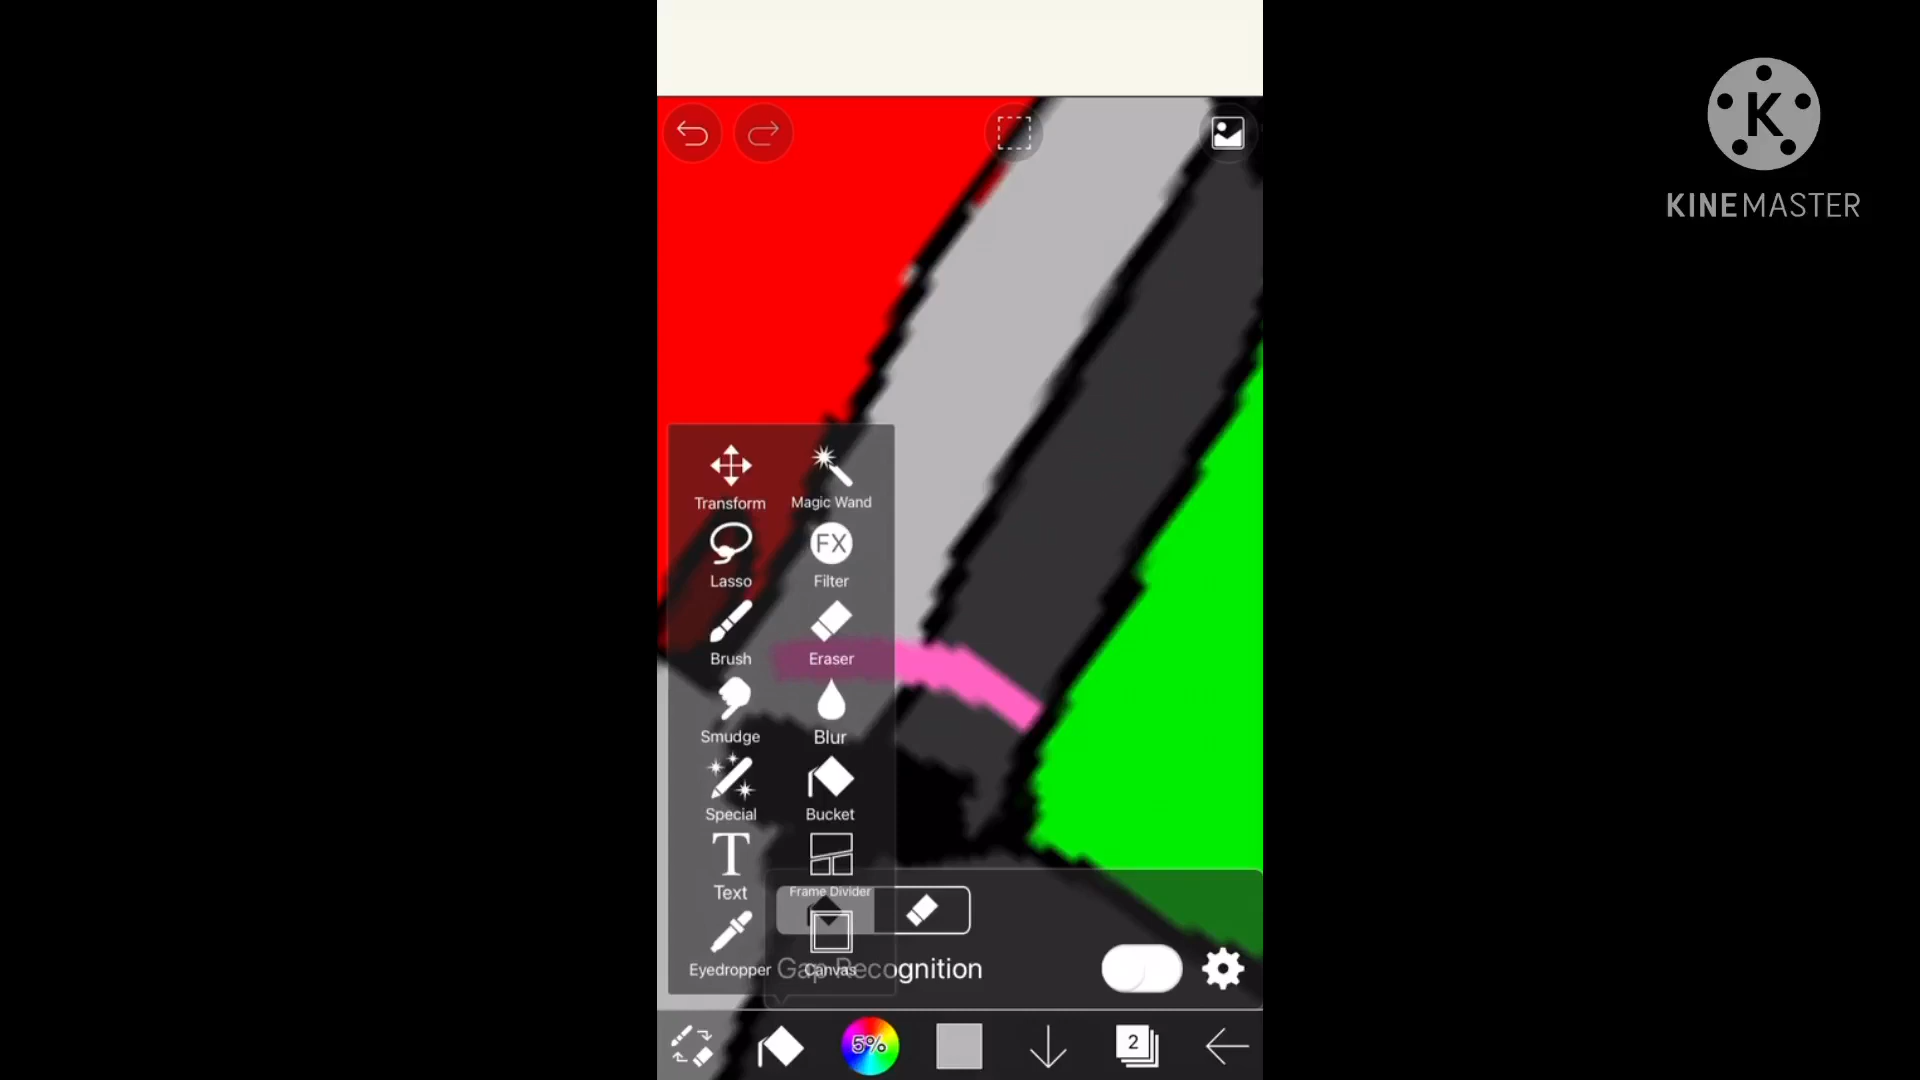 K
KINEMASTER
Transform
Magic Wand
Lasso
FX
Filter
Brush
Eraser
Smudge
Blur
Special
Bucket
T
Text
Frame Divider
Eyedropper
Canvas
Gap Recognition
5%
2